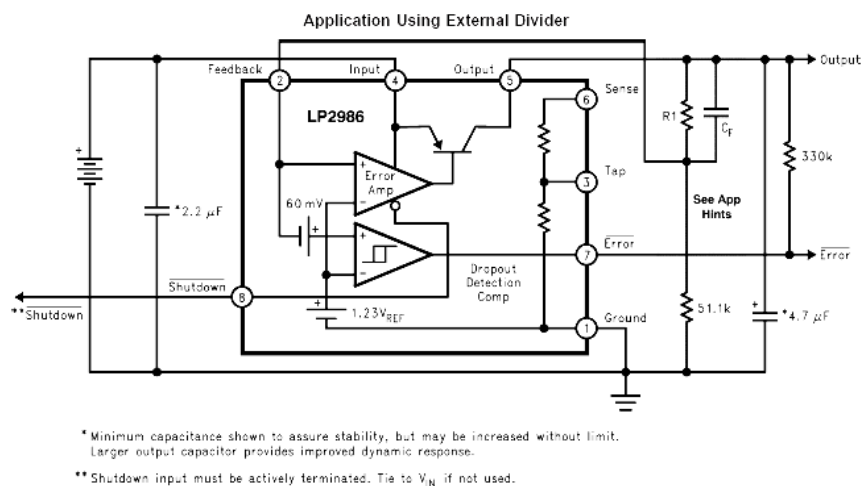 Application Using External Divider
Feedback
2
Input
4
Output
5
Output
LP2986
6
Sense
R1
CF
330k
Error
Amp
+
−
3
Tap
See App
Hints
+
*2.2 µF
60 mV
+
+
−
7
Error
Error
Dropout
Detection
Comp
Shutdown
8
**Shutdown
+
1.23VREF
1
Ground
51.1k
+
*4.7 µF
*Minimum capacitance shown to assure stability, but may be increased without limit.
Larger output capacitor provides improved dynamic response.
**Shutdown input must be actively terminated. Tie to VIN if not used.